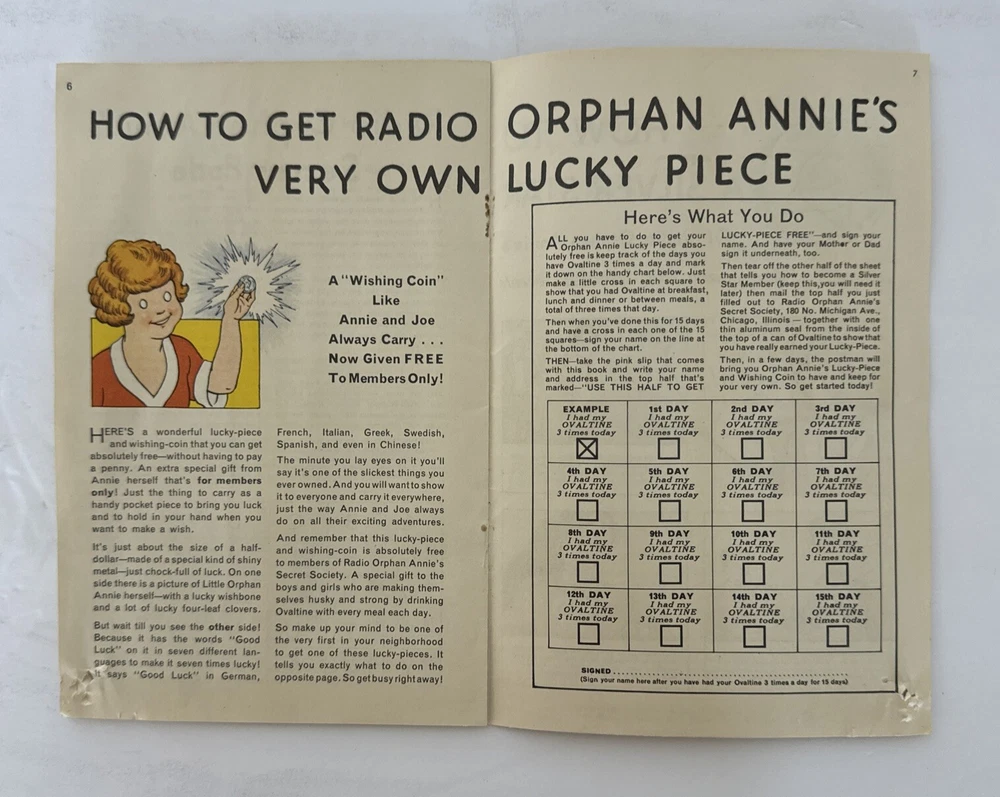 6
7
HOW TO GET RADIO ORPHAN ANNIE'S
VERY OWN LUCKY PIECE
A "Wishing Coin"
Like
Annie and Joe
Always Carry . . .
Now Given FREE
To Members Only!
HERE'S a wonderful lucky-piece
and wishing-coin that you can get
absolutely free—without having to pay
a penny. An extra special gift from
Annie herself that's for members
only! Just the thing to carry as a
handy pocket piece to bring you luck
and to hold in your hand when you
want to make a wish.
It's just about the size of a half-
dollar—made of a special kind of shiny
metal—just chock-full of luck. On one
side there is a picture of Little Orphan
Annie herself—with a lucky wishbone
and a lot of lucky four-leaf clovers.
But wait till you see the other side!
Because it has the words "Good
Luck" on it in seven different lan-
guages to make it seven times lucky!
It says "Good Luck" in German,
French, Italian, Greek, Swedish,
Spanish, and even in Chinese!
The minute you lay eyes on it you'll
say it's one of the slickest things you
ever owned. And you will want to show
it to everyone and carry it everywhere,
just the way Annie and Joe always
do on all their exciting adventures.
And remember that this lucky-piece
and wishing-coin is absolutely free
to members of Radio Orphan Annie's
Secret Society. A special gift to the
boys and girls who are making them-
selves husky and strong by drinking
Ovaltine with every meal each day.
So make up your mind to be one of
the very first in your neighborhood
to get one of these lucky-pieces. It
tells you exactly what to do on the
opposite page. So get busy right away!
Here's What You Do
ALL you have to do to get your
Orphan Annie Lucky Piece abso-
lutely free is keep track of the days you
have Ovaltine 3 times a day and mark
it down on the handy chart below. Just
make a little cross in each square to
show that you had Ovaltine at breakfast,
lunch and dinner or between meals, a
total of three times that day.
Then when you've done this for 15 days
and have a cross in each one of the 15
squares—sign your name on the line at
the bottom of the chart.
THEN—take the pink slip that comes
with this book and write your name
and address in the top half that's
marked—"USE THIS HALF TO GET
LUCKY-PIECE FREE"—and sign your
name. And have your Mother or Dad
sign it underneath, too.
Then tear off the other half of the sheet
that tells you how to become a Silver
Star Member (keep this, you will need it
later) then mail the top half you just
filled out to Radio Orphan Annie's
Secret Society, 180 No. Michigan Ave.,
Chicago, Illinois — together with one
thin aluminum seal from the inside of
the top of a can of Ovaltine to show that
you have really earned your Lucky-Piece.
Then, in a few days, the postman will
bring you Orphan Annie's Lucky-Piece
and Wishing Coin to have and keep for
your very own. So get started today!
EXAMPLE 1st DAY 2nd DAY 3rd DAY
I had my I had my I had my I had my
OVALTINE OVALTINE OVALTINE OVALTINE
3 times today 3 times today 3 times today 3 times today
4th DAY 5th DAY 6th DAY 7th DAY
I had my I had my I had my I had my
OVALTINE OVALTINE OVALTINE OVALTINE
3 times today 3 times today 3 times today 3 times today
8th DAY 9th DAY 10th DAY 11th DAY
I had my I had my I had my I had my
OVALTINE OVALTINE OVALTINE OVALTINE
3 times today 3 times today 3 times today 3 times today
12th DAY 13th DAY 14th DAY 15th DAY
I had my I had my I had my I had my
OVALTINE OVALTINE OVALTINE OVALTINE
3 times today 3 times today 3 times today 3 times today
SIGNED ............................................
(Sign your name here after you have had your Ovaltine 3 times a day for 15 days)